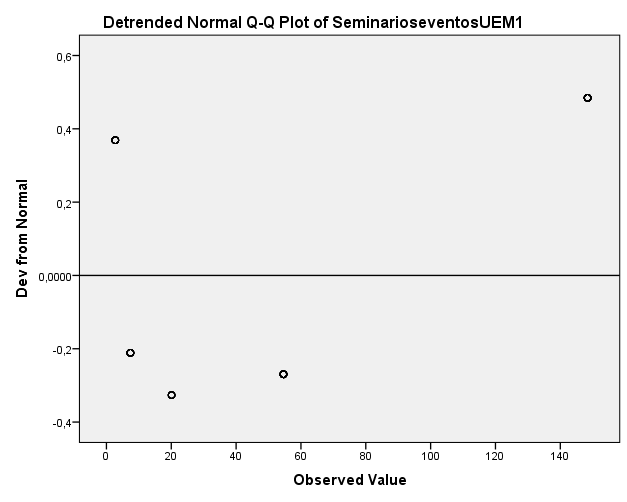 Detrended Normal Q-Q Plot of SeminarioseventosUEM1
0,6
0,4
0,2
0,0000
-0,2
-0,4
Dev from Normal
0 20 40 60 80 100 120 140
Observed Value